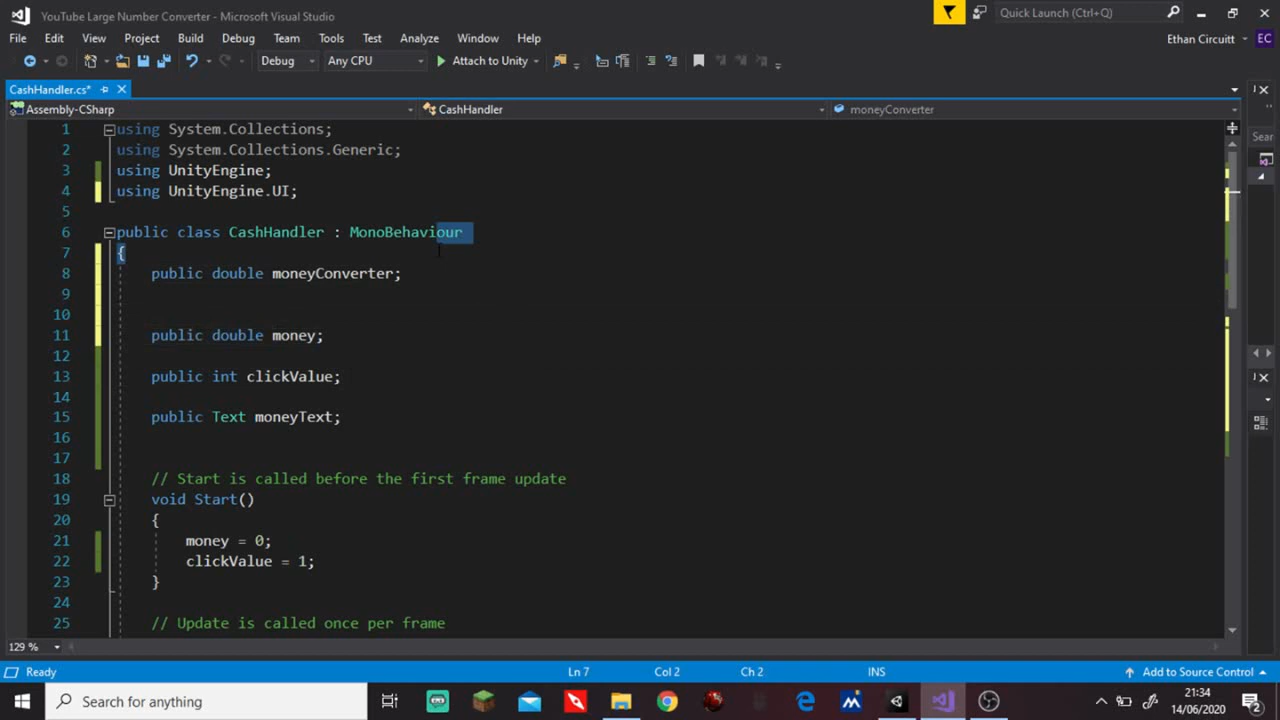 YouTube Large Number Converter - Microsoft Visual Studio
Quick Launch (Ctrl+Q)
File Edit View Project Build Debug Team Tools Test Analyze Window Help
Ethan Circuitt EC
Debug Any CPU Attach to Unity
CashHandler.cs*
Assembly-CSharp CashHandler moneyConverter
Sear
1 using System.Collections;
2 using System.Collections.Generic;
3 using UnityEngine;
4 using UnityEngine.UI;
5
6 public class CashHandler : MonoBehaviour
7 {
8 public double moneyConverter;
9
10
11 public double money;
12
13 public int clickValue;
14
15 public Text moneyText;
16
17
18 // Start is called before the first frame update
19 void Start()
20 {
21 money = 0;
22 clickValue = 1;
23 }
24
25 // Update is called once per frame
129 %
Ready Ln 7 Col 2 Ch 2 INS Add to Source Control
Search for anything
21:34
14/06/2020
2